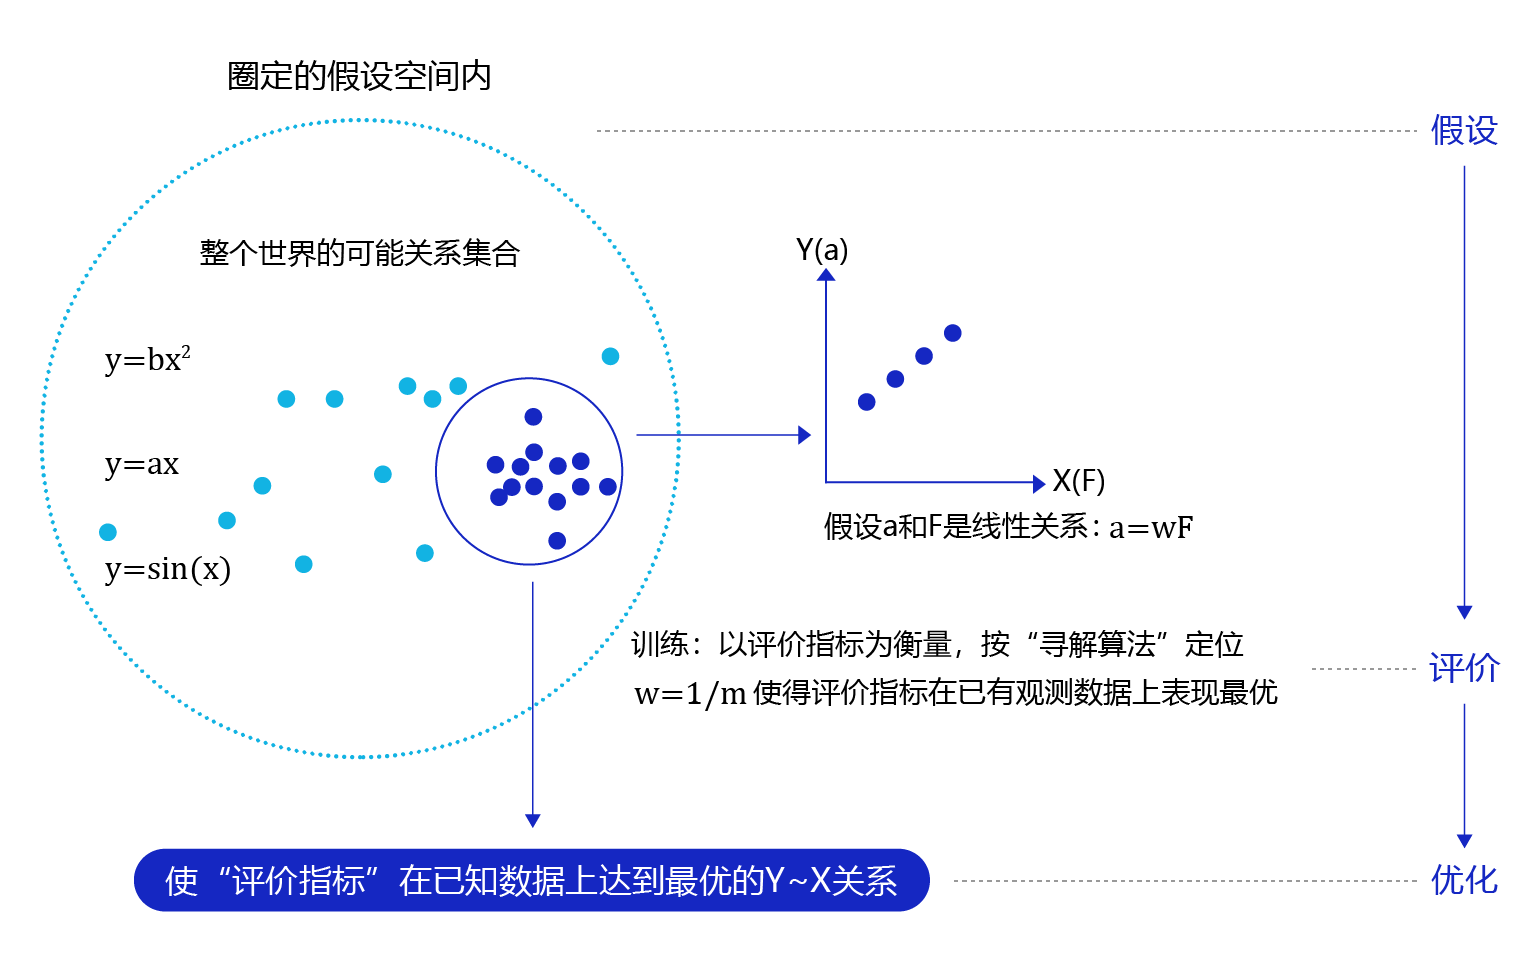 圈定的假设空间内
假设
整个世界的可能关系集合
Y(a)
y=bx²
y=ax
X(F)
假设a和F是线性关系：a=wF
y=sin(x)
训练：以评价指标为衡量，按“寻解算法”定位
w=1/m 使得评价指标在已有观测数据上表现最优
评价
使“评价指标”在已知数据上达到最优的Y~X关系
优化